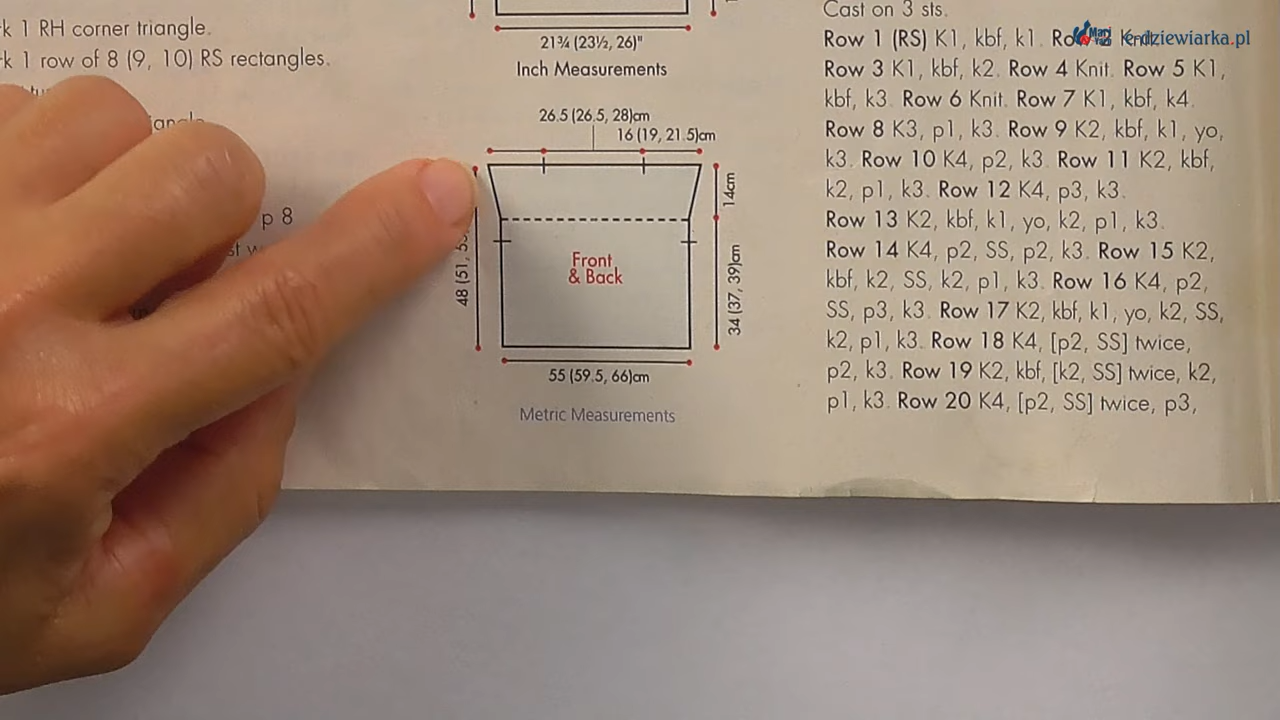 k 1 RH corner triangle.
k 1 row of 8 (9, 10) RS rectangles.
p 8
21¾ (23½, 26)"
Inch Measurements
26.5 (26.5, 28)cm
16 (19, 21.5)cm
14cm
48 (51,
Front
& Back
34 (37, 39)cm
55 (59.5, 66)cm
Metric Measurements
Cast on 3 sts.
Row 1 (RS) K1, kbf, k1. Row 2 Knit.
Row 3 K1, kbf, k2. Row 4 Knit. Row 5 K1,
kbf, k3. Row 6 Knit. Row 7 K1, kbf, k4.
Row 8 K3, p1, k3. Row 9 K2, kbf, k1, yo,
k3. Row 10 K4, p2, k3. Row 11 K2, kbf,
k2, p1, k3. Row 12 K4, p3, k3.
Row 13 K2, kbf, k1, yo, k2, p1, k3.
Row 14 K4, p2, SS, p2, k3. Row 15 K2,
kbf, k2, SS, k2, p1, k3. Row 16 K4, p2,
SS, p3, k3. Row 17 K2, kbf, k1, yo, k2, SS,
k2, p1, k3. Row 18 K4, [p2, SS] twice,
p2, k3. Row 19 K2, kbf, [k2, SS] twice, k2,
p1, k3. Row 20 K4, [p2, SS] twice, p3,
e-dziewiarka.pl